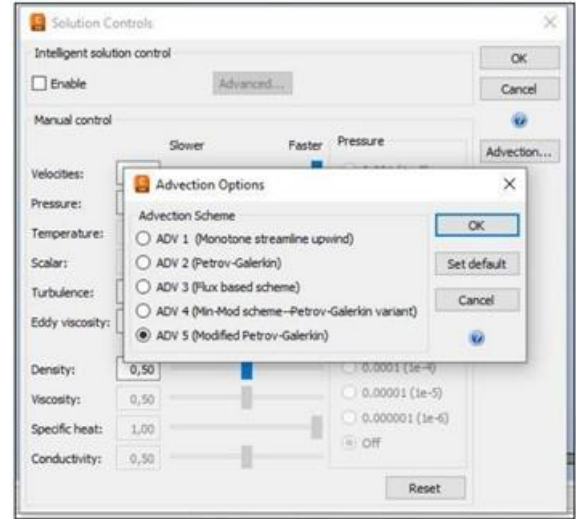 Solution Controls
Intelligent solution control
OK
Enable
Advanced...
Cancel
Manual control
Slower Faster Pressure
Advection...
Velocities:
Advection Options
Pressure:
Advection Scheme
OK
Temperature:
ADV 1 (Monotone streamline upwind)
ADV 2 (Petrov-Galerkin)
Set default
Scalar:
ADV 3 (Flux based scheme)
Turbulence:
Cancel
ADV 4 (Min-Mod scheme--Petrov-Galerkin variant)
Eddy viscosity:
ADV 5 (Modified Petrov-Galerkin)
Density: 0,50
0.0001 (1e-4)
Viscosity: 0,50
0.00001 (1e-5)
Specific heat: 1,00
0.000001 (1e-6)
Off
Conductivity: 0,50
Reset